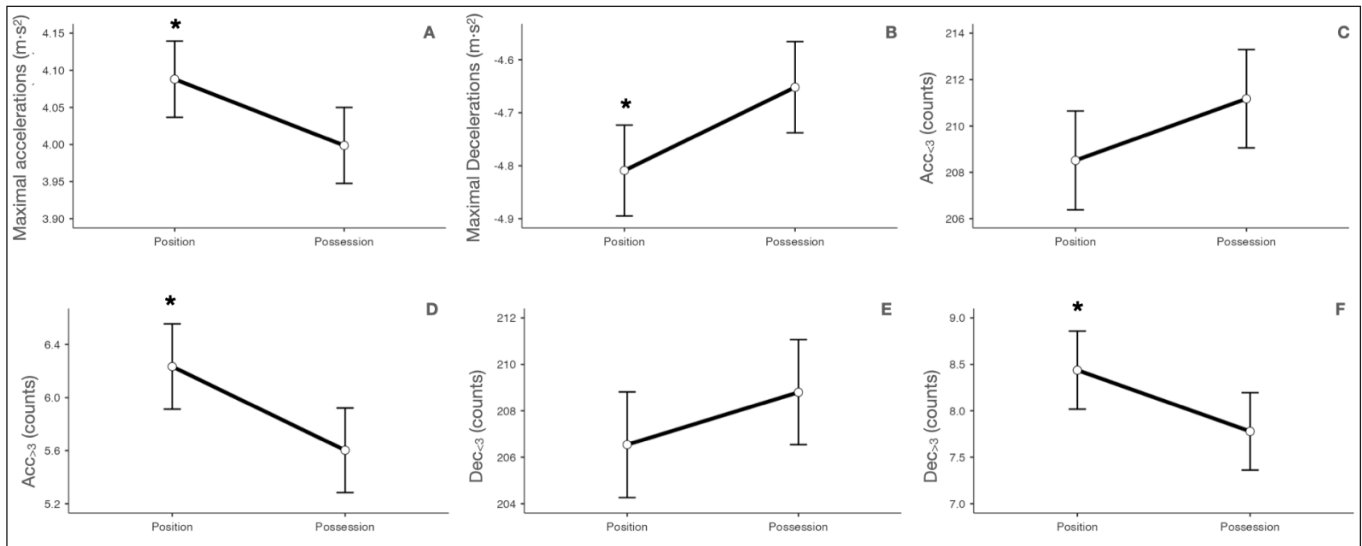 Maximal accelerations (m·s²)
4.15
4.10
4.05
4.00
3.95
3.90
*
A
Position
Possession
Maximal Decelerations (m·s²)
-4.6
-4.7
-4.8
-4.9
*
B
Position
Possession
Acc<3 (counts)
214
212
210
208
206
C
Position
Possession
Acc>3 (counts)
6.4
6.0
5.6
5.2
*
D
Position
Possession
Dec<3 (counts)
212
210
208
206
204
E
Position
Possession
Dec>3 (counts)
9.0
8.5
8.0
7.5
7.0
*
F
Position
Possession